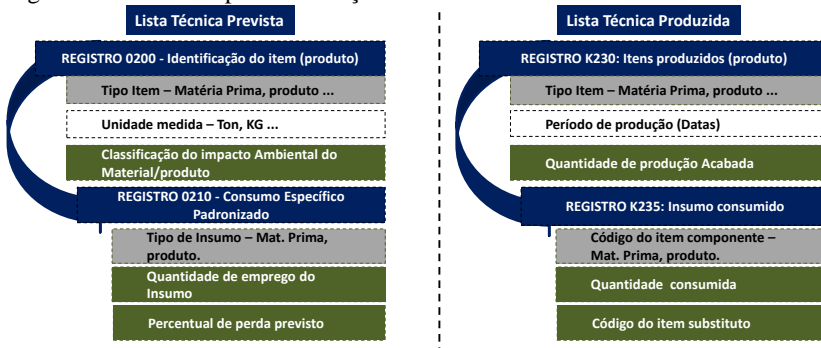 Lista Técnica Prevista
REGISTRO 0200 - Identificação do item (produto)
Tipo Item – Matéria Prima, produto ...
Unidade medida – Ton, KG ...
Classificação do impacto Ambiental do
Material/produto
REGISTRO 0210 - Consumo Específico
Padronizado
Tipo de Insumo – Mat. Prima,
produto.
Quantidade de emprego do
Insumo
Percentual de perda previsto
Lista Técnica Produzida
REGISTRO K230: Itens produzidos (produto)
Tipo Item – Matéria Prima, produto ...
Período de produção (Datas)
Quantidade de produção Acabada
REGISTRO K235: Insumo consumido
Código do item componente –
Mat. Prima, produto.
Quantidade consumida
Código do item substituto